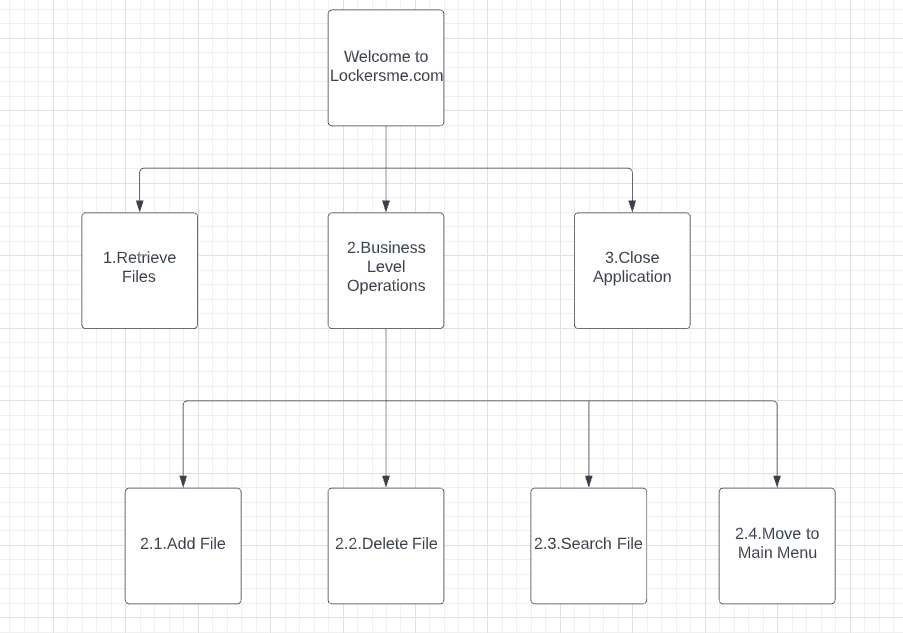 Welcome to
Lockersme.com
1.Retrieve
Files
2.Business
Level
Operations
3.Close
Application
2.1.Add File
2.2.Delete File
2.3.Search File
2.4.Move to
Main Menu